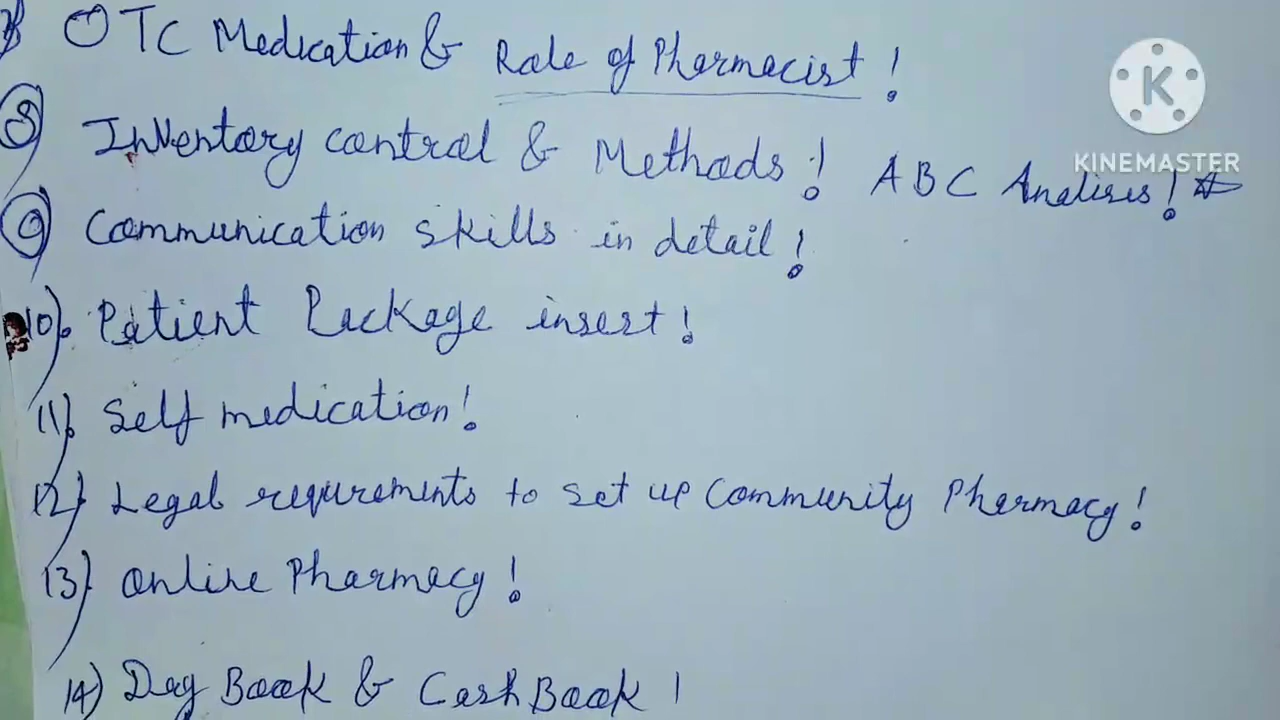 OTC Medication & Role of Pharmacist !
K
KINEMASTER
8) Inventory control & Methods ! ABC Analises !
9) Communication skills in detail !
10). Patient Package insert !
11) Self medication !
12) Legal requrements to set up Community Pharmacy !
13) Online Pharmacy !
14) Day Book & Cash Book !